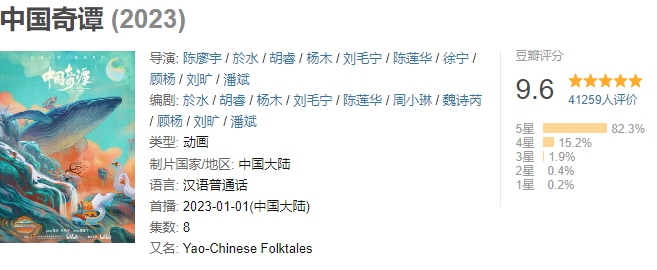 中国奇谭 (2023)
中国奇谭
导演: 陈廖宇 / 於水 / 胡睿 / 杨木 / 刘毛宁 / 陈莲华 / 徐宁 /
顾杨 / 刘旷 / 潘斌
编剧: 於水 / 胡睿 / 杨木 / 刘毛宁 / 陈莲华 / 周小琳 / 魏诗芮
/ 顾杨 / 刘旷 / 潘斌
类型: 动画
制片国家/地区: 中国大陆
语言: 汉语普通话
首播: 2023-01-01(中国大陆)
集数: 8
又名: Yao-Chinese Folktales
豆瓣评分
9.6
41259人评价
5星 82.3%
4星 15.2%
3星 1.9%
2星 0.4%
1星 0.2%